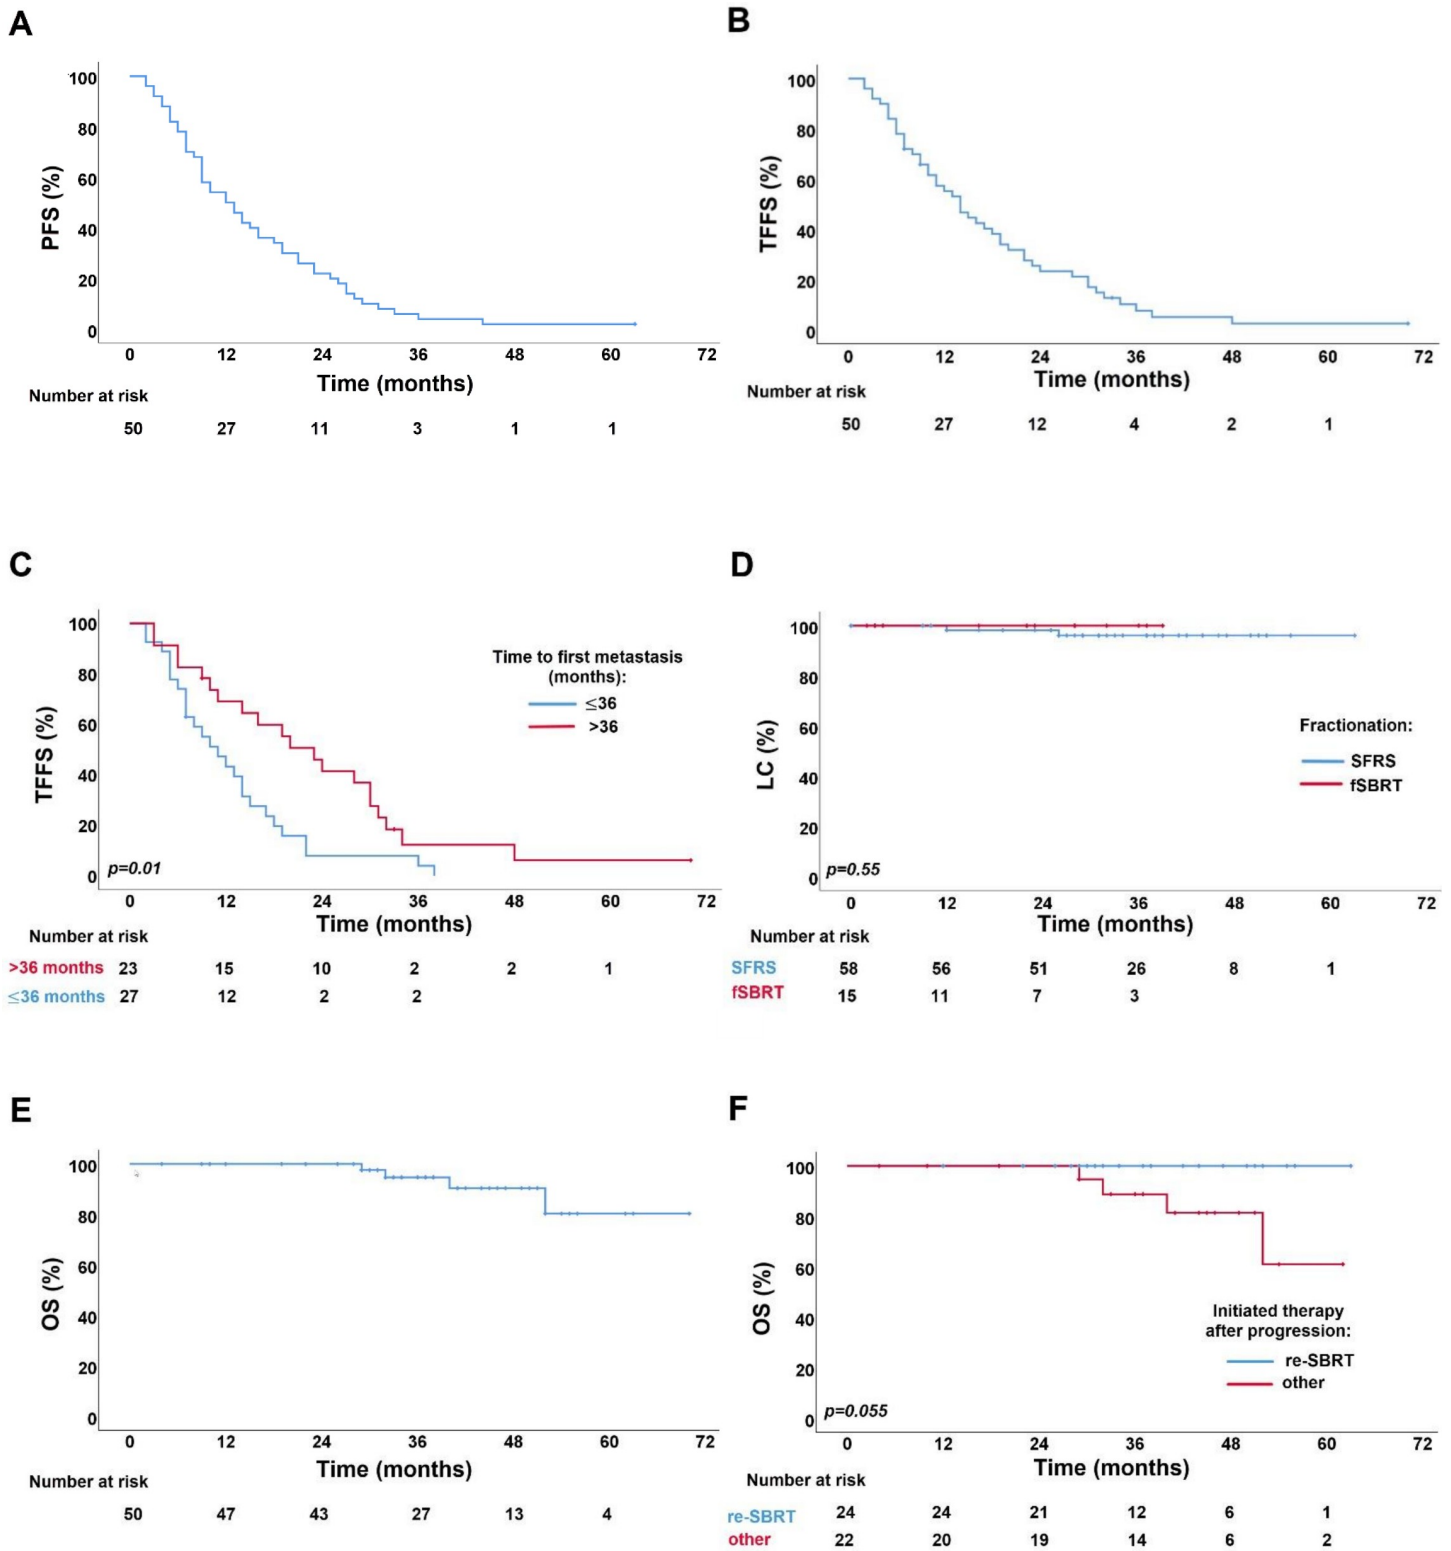 A
100
80
60
40
20
0
PFS (%)
0 12 24 36 48 60 72
Time (months)
Number at risk
50 27 11 3 1 1
B
100
80
60
40
20
0
TFFS (%)
0 12 24 36 48 60 72
Time (months)
Number at risk
50 27 12 4 2 1
C
100
80
60
40
20
0
TFFS (%)
Time to first metastasis
(months):
≤36
>36
p=0.01
0 12 24 36 48 60 72
Time (months)
Number at risk
>36 months 23 15 10 2 2 1
≤36 months 27 12 2 2
D
100
80
60
40
20
0
LC (%)
Fractionation:
SFRS
fSBRT
p=0.55
0 12 24 36 48 60 72
Time (months)
Number at risk
SFRS 58 56 51 26 8 1
fSBRT 15 11 7 3
E
100
80
60
40
20
0
OS (%)
0 12 24 36 48 60 72
Time (months)
Number at risk
50 47 43 27 13 4
F
100
80
60
40
20
0
OS (%)
Initiated therapy
after progression:
re-SBRT
other
p=0.055
0 12 24 36 48 60 72
Time (months)
Number at risk
re-SBRT 24 24 21 12 6 1
other 22 20 19 14 6 2